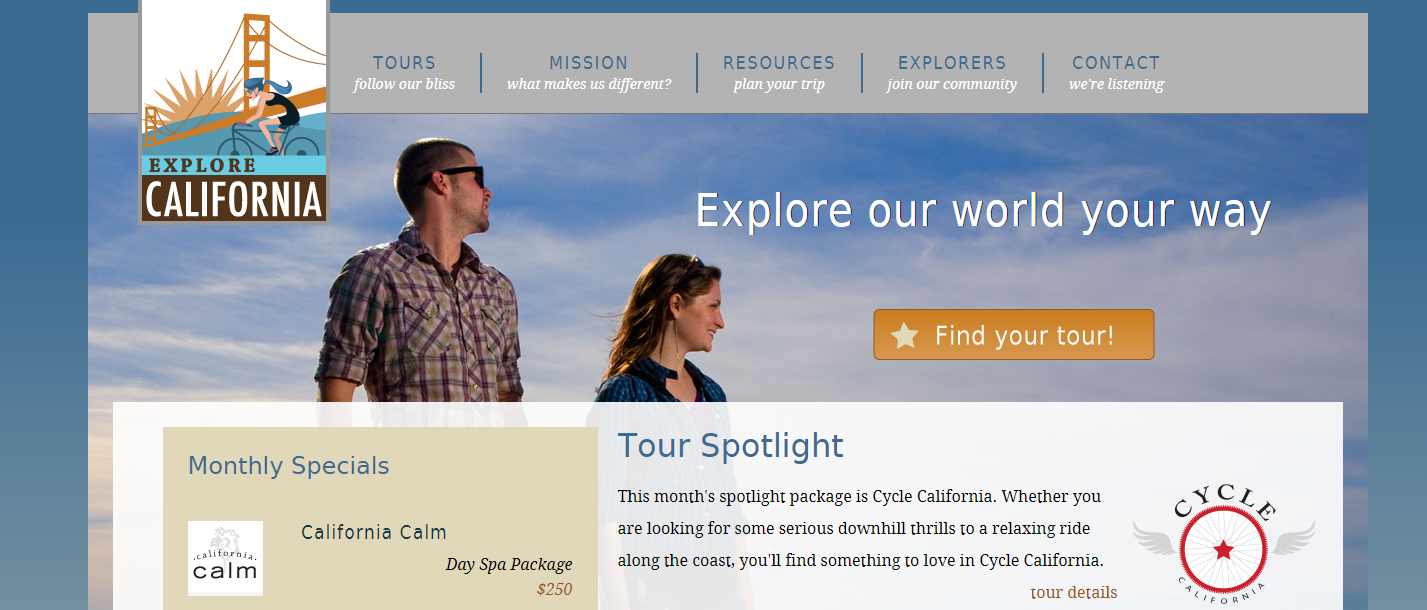 EXPLORE
CALIFORNIA
TOURS
follow our bliss
MISSION
what makes us different?
RESOURCES
plan your trip
EXPLORERS
join our community
CONTACT
we're listening
Explore our world your way
Find your tour!
Monthly Specials
.california.
calm
California Calm
Day Spa Package
$250
Tour Spotlight
This month's spotlight package is Cycle California. Whether you
are looking for some serious downhill thrills to a relaxing ride
along the coast, you'll find something to love in Cycle California.
tour details
CYCLE
CALIFORNIA